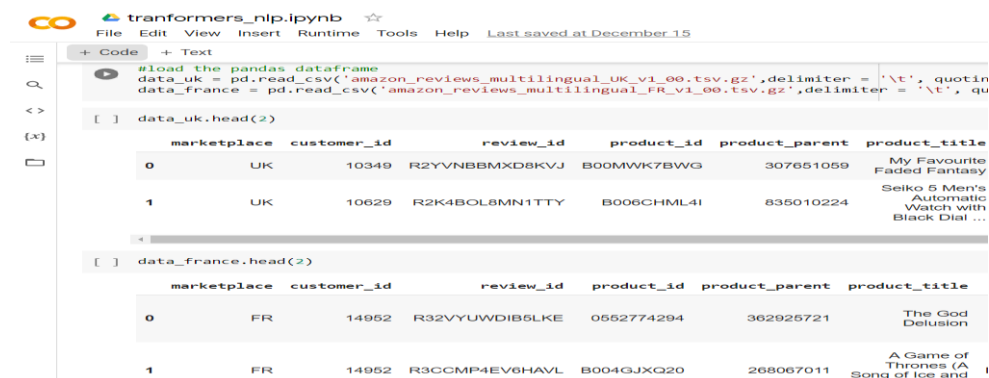 tranformers_nlp.ipynb
File Edit View Insert Runtime Tools Help Last saved at December 15
+ Code + Text
#load the pandas dataframe
data_uk = pd.read_csv('amazon_reviews_multilingual_UK_v1_00.tsv.gz',delimiter = '\t', quotin
data_france = pd.read_csv('amazon_reviews_multilingual_FR_v1_00.tsv.gz',delimiter = '\t', qu
[ ] data_uk.head(2)
marketplace customer_id review_id product_id product_parent product_title
0 UK 10349 R2YVNBBMXD8KVJ B00MWK7BWG 307651059 My Favourite
Faded Fantasy
1 UK 10629 R2K4BOL8MN1TTY B006CHML4I 835010224 Seiko 5 Men's
Automatic
Watch with
Black Dial ...
[ ] data_france.head(2)
marketplace customer_id review_id product_id product_parent product_title
0 FR 14952 R32VYUWDIB5LKE 0552774294 362925721 The God
Delusion
1 FR 14952 R3CCMP4EV6HAVL B004GJXQ20 268067011 A Game of
Thrones (A
Song of Ice and